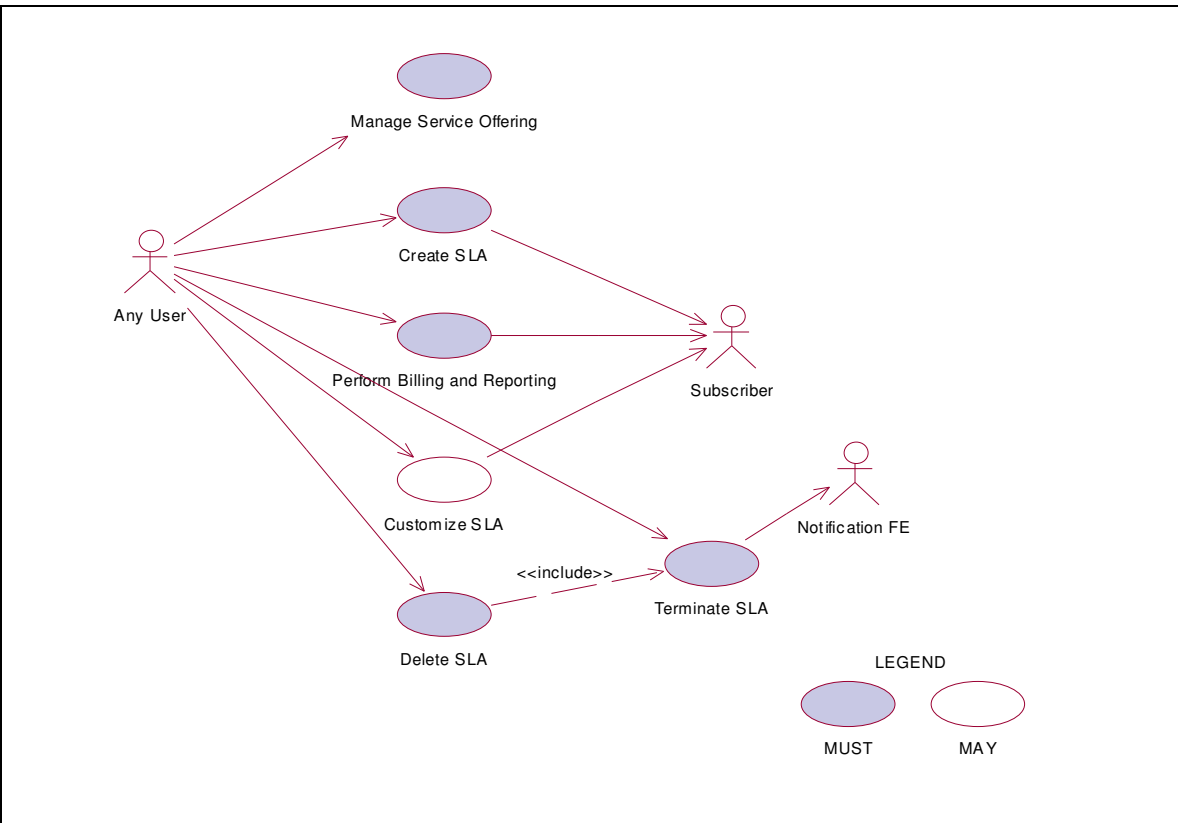 Manage Service Offering
Create SLA
Any User
Perform Billing and Reporting
Subscriber
Customize SLA
Notification FE
<<include>>
Terminate SLA
Delete SLA
LEGEND
MUST
MAY